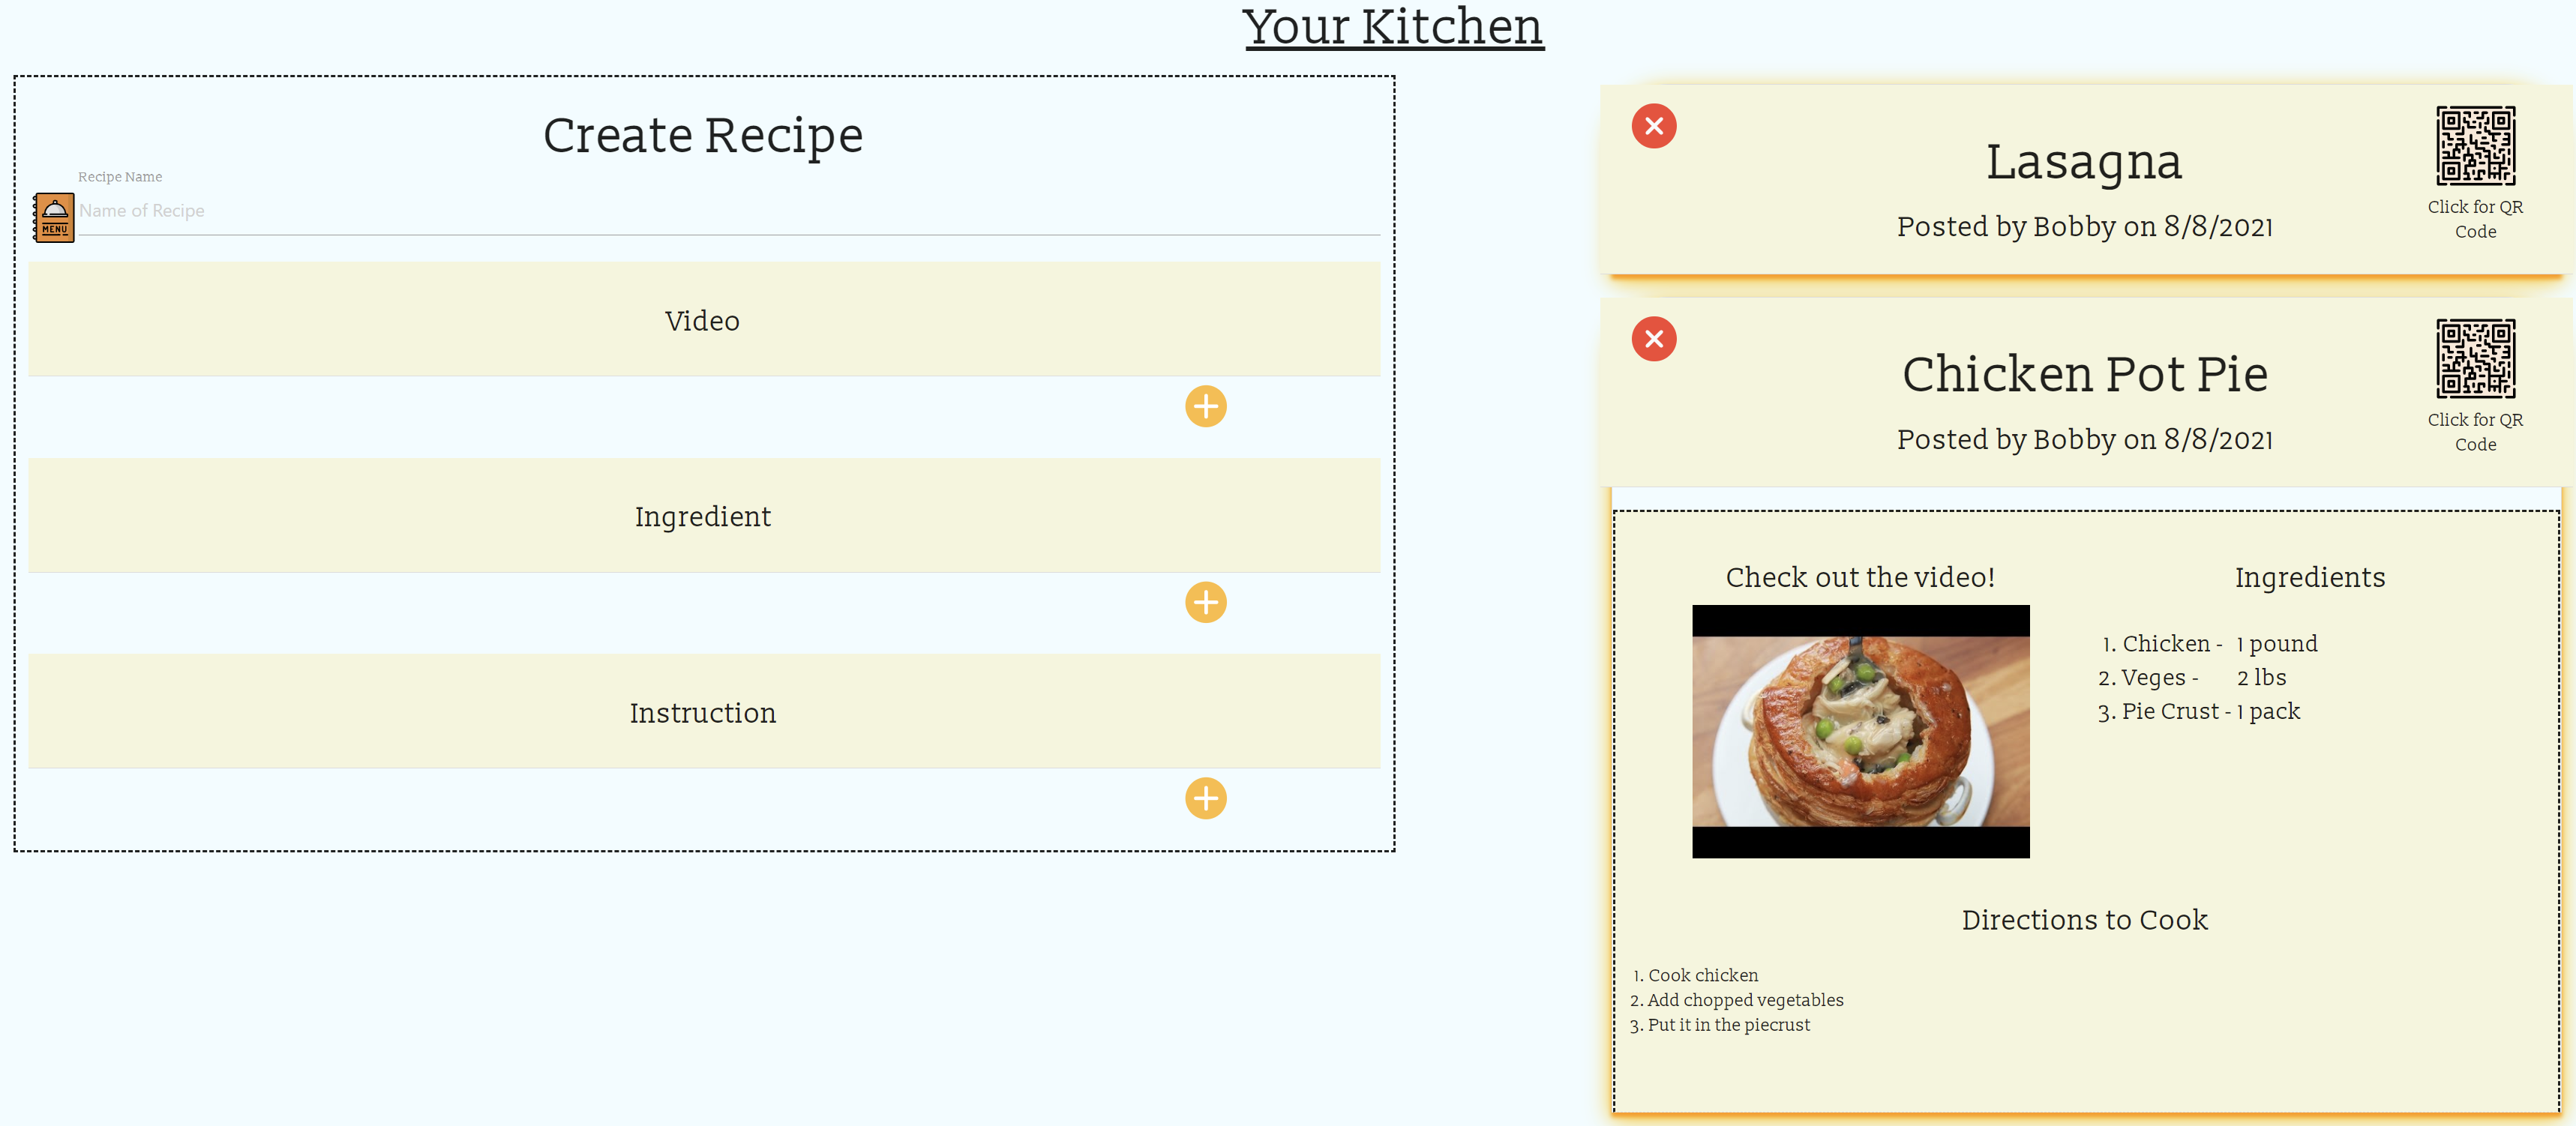 Your Kitchen
Create Recipe
Recipe Name
MENU
Name of Recipe
Video
Ingredient
Instruction
Lasagna
Posted by Bobby on 8/8/2021
Click for QR
Code
Chicken Pot Pie
Posted by Bobby on 8/8/2021
Click for QR
Code
Check out the video!
Ingredients
1. Chicken - 1 pound
2. Veges - 2 lbs
3. Pie Crust - 1 pack
Directions to Cook
1. Cook chicken
2. Add chopped vegetables
3. Put it in the piecrust